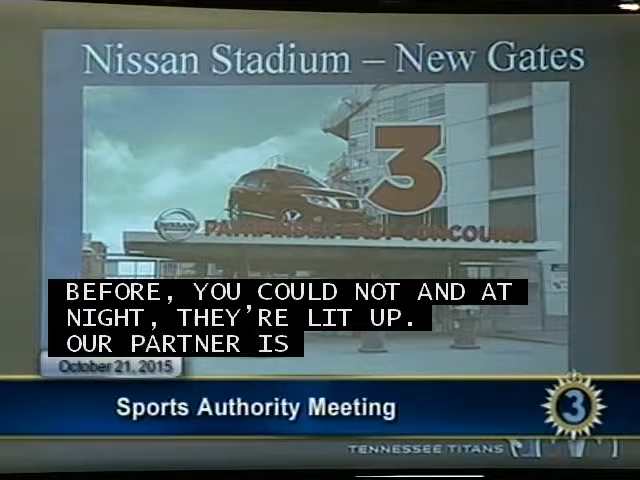 Nissan Stadium – New Gates
3
NISSAN
PATHFINDER EAST CONCOURSE
BEFORE, YOU COULD NOT AND AT
NIGHT, THEY'RE LIT UP.
OUR PARTNER IS
October 21, 2015
Sports Authority Meeting
3
TENNESSEE TITANS